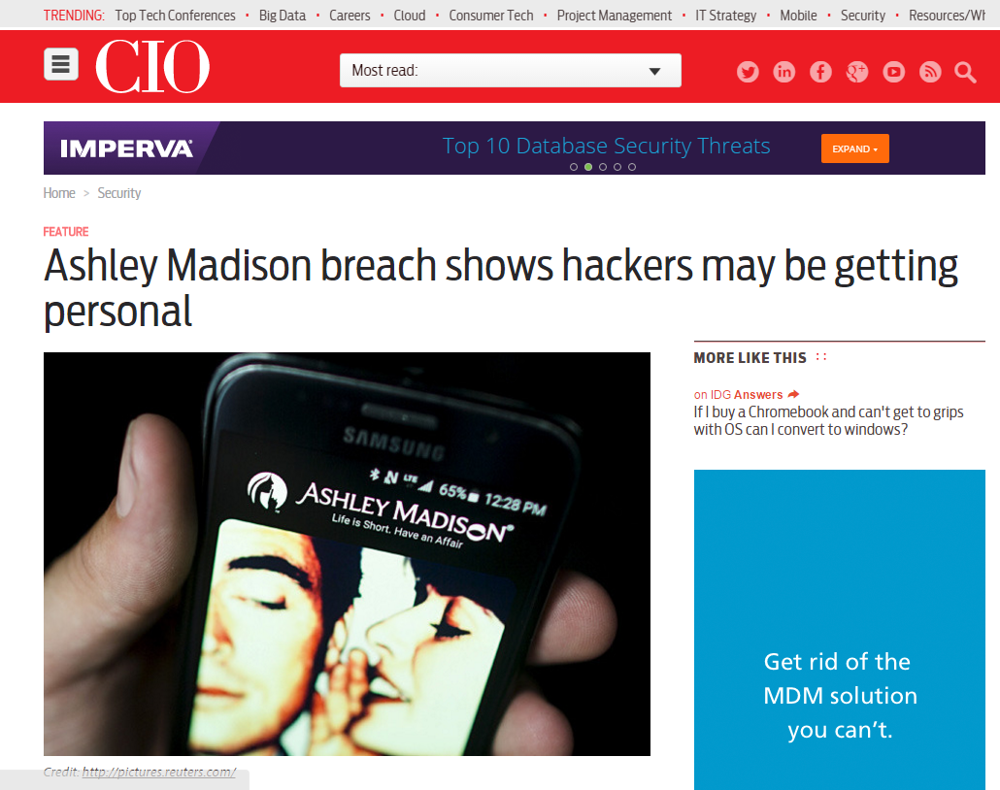 TRENDING: Top Tech Conferences • Big Data • Careers • Cloud • Consumer Tech • Project Management • IT Strategy • Mobile • Security • Resources/Wh
CIO
Most read:
IMPERVA
Top 10 Database Security Threats
EXPAND
Home > Security
FEATURE
Ashley Madison breach shows hackers may be getting
personal
SAMSUNG
LTE 65% 12:28 PM
ASHLEY MADISON®
Life is Short. Have an Affair
Credit: http://pictures.reuters.com/
MORE LIKE THIS ::
on IDG Answers
If I buy a Chromebook and can't get to grips
with OS can I convert to windows?
Get rid of the
MDM solution
you can't.